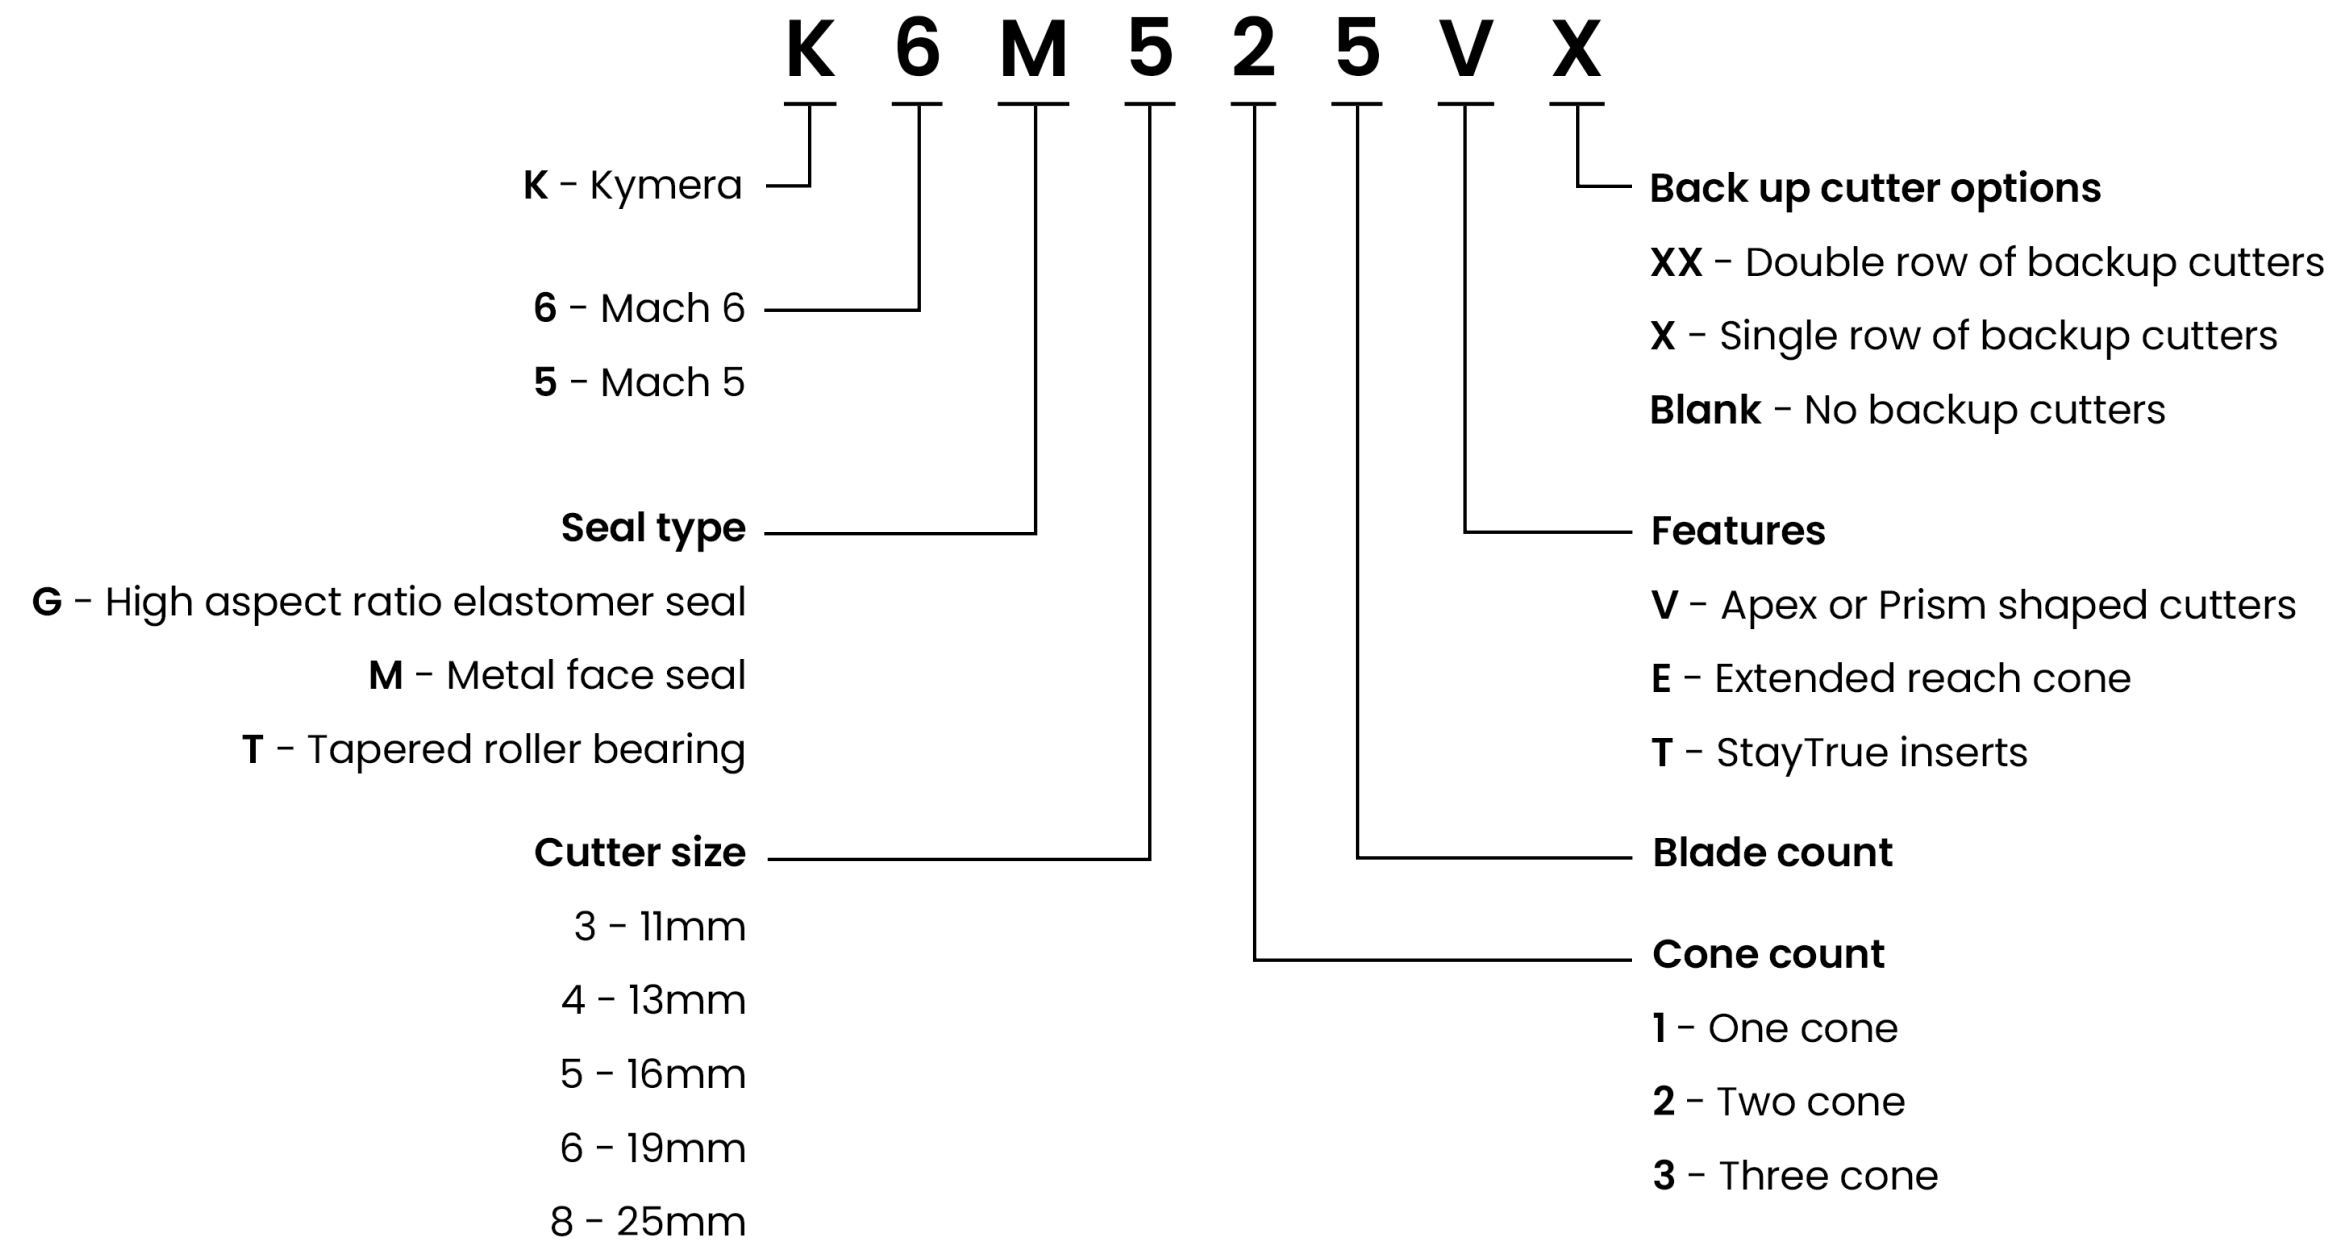 K 6 M 5 2 5 V X
K - Kymera
6 - Mach 6
5 - Mach 5
Seal type
G - High aspect ratio elastomer seal
M - Metal face seal
T - Tapered roller bearing
Cutter size
3 - 11mm
4 - 13mm
5 - 16mm
6 - 19mm
8 - 25mm
Back up cutter options
XX - Double row of backup cutters
X - Single row of backup cutters
Blank - No backup cutters
Features
V - Apex or Prism shaped cutters
E - Extended reach cone
T - StayTrue inserts
Blade count
Cone count
1 - One cone
2 - Two cone
3 - Three cone